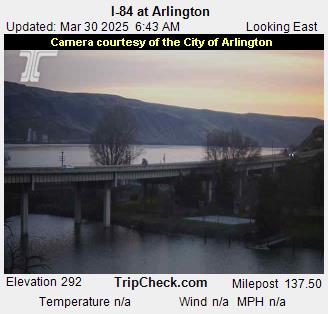 I-84 at Arlington
Updated: Mar 30 2025 6:43 AM Looking East
Camera courtesy of the City of Arlington
Elevation 292 TripCheck.com Milepost 137.50
Temperature n/a Wind n/a MPH n/a